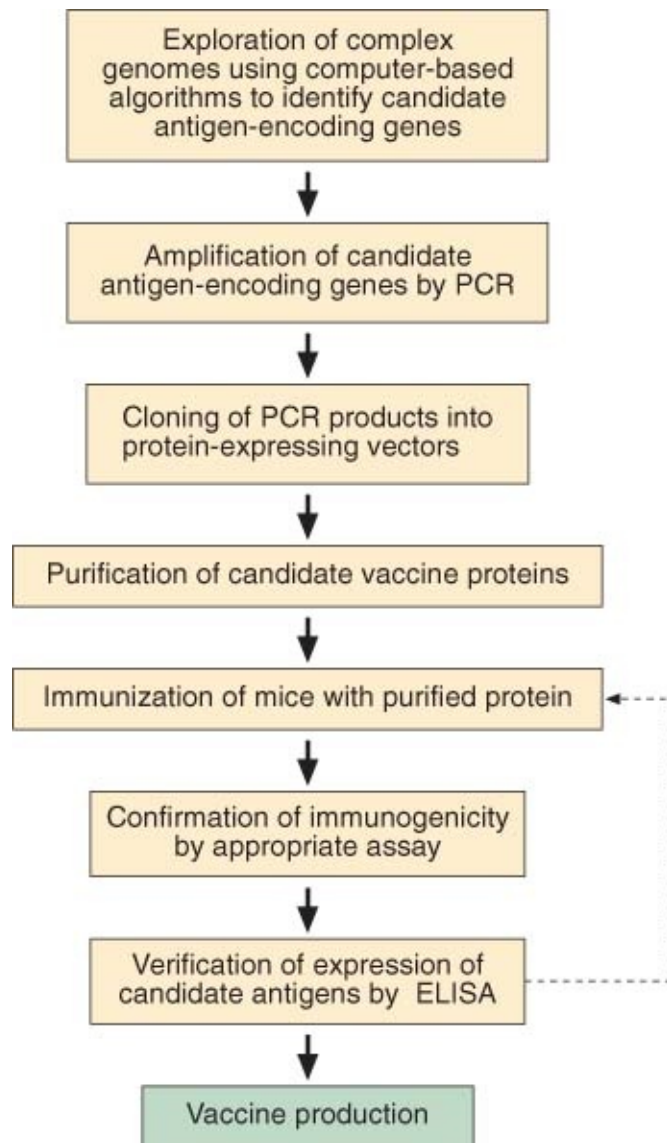 Exploration of complex
genomes using computer-based
algorithms to identify candidate
antigen-encoding genes
Amplification of candidate
antigen-encoding genes by PCR
Cloning of PCR products into
protein-expressing vectors
Purification of candidate vaccine proteins
Immunization of mice with purified protein
Confirmation of immunogenicity
by appropriate assay
Verification of expression of
candidate antigens by ELISA
Vaccine production